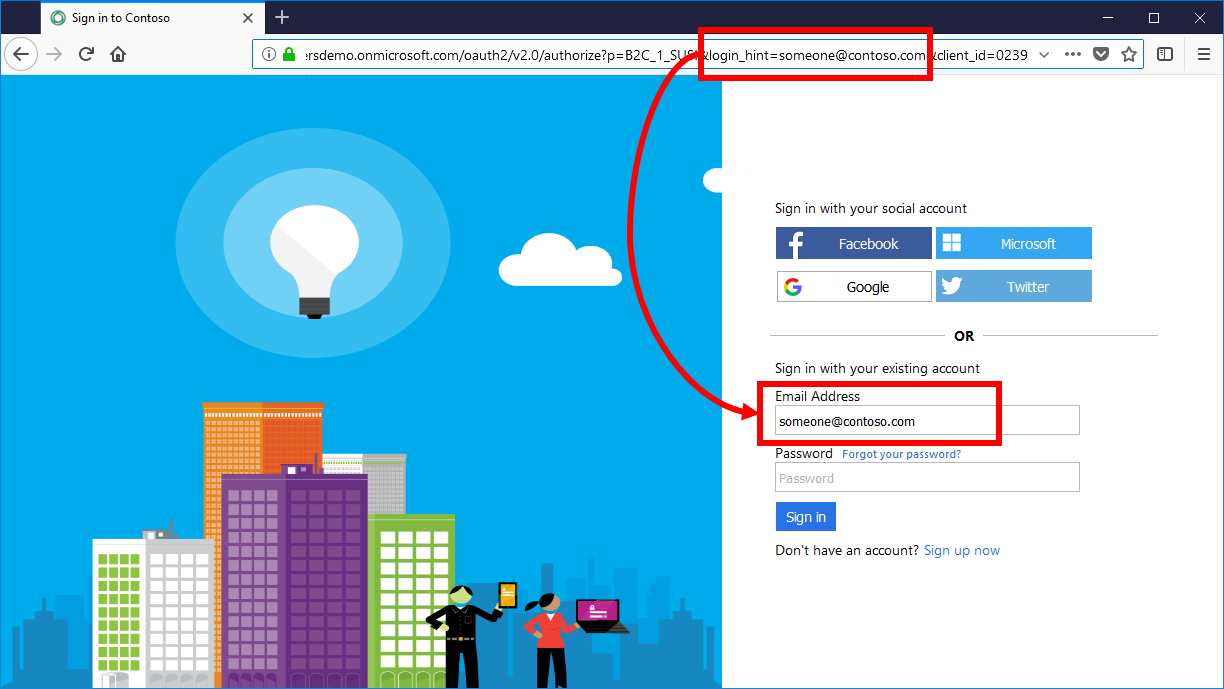 Sign in to Contoso
ersdemo.onmicrosoft.com/oauth2/v2.0/authorize?p=B2C_1_SUSI&login_hint=someone@contoso.com&client_id=0239
Sign in with your social account
Facebook
Microsoft
Google
Twitter
OR
Sign in with your existing account
Email Address
someone@contoso.com
Password Forgot your password?
Password
Sign in
Don't have an account? Sign up now